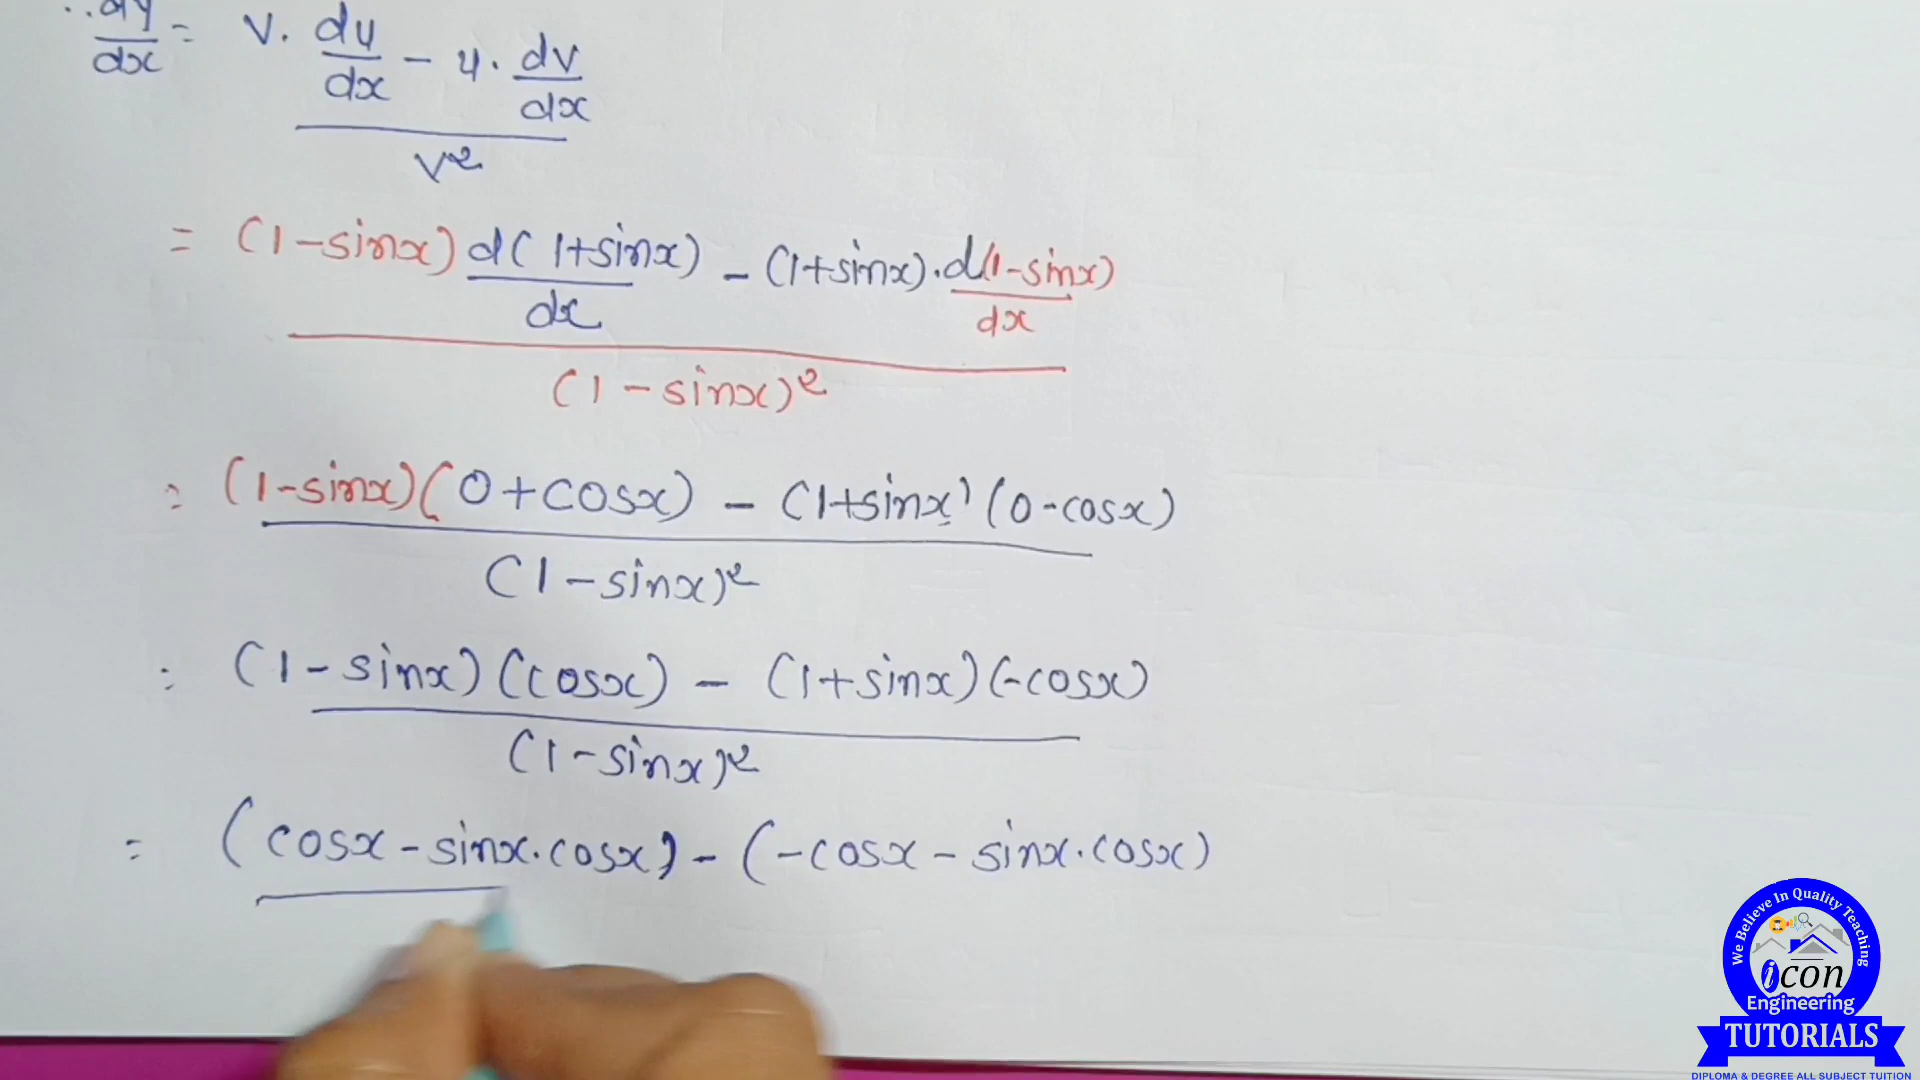 ∴ dy/dx = v. du/dx - u. dv/dx
v²
= (1-sinx) d(1+sinx)/dx - (1+sinx). d(1-sinx)/dx
(1-sinx)²
= (1-sinx)(0+cosx) - (1+sinx)(0-cosx)
(1-sinx)²
= (1-sinx)(cosx) - (1+sinx)(-cosx)
(1-sinx)²
= (cosx-sinx.cosx) - (-cosx-sinx.cosx)
We Believe In Quality Teaching
icon
Engineering
TUTORIALS
DIPLOMA & DEGREE ALL SUBJECT TUITION